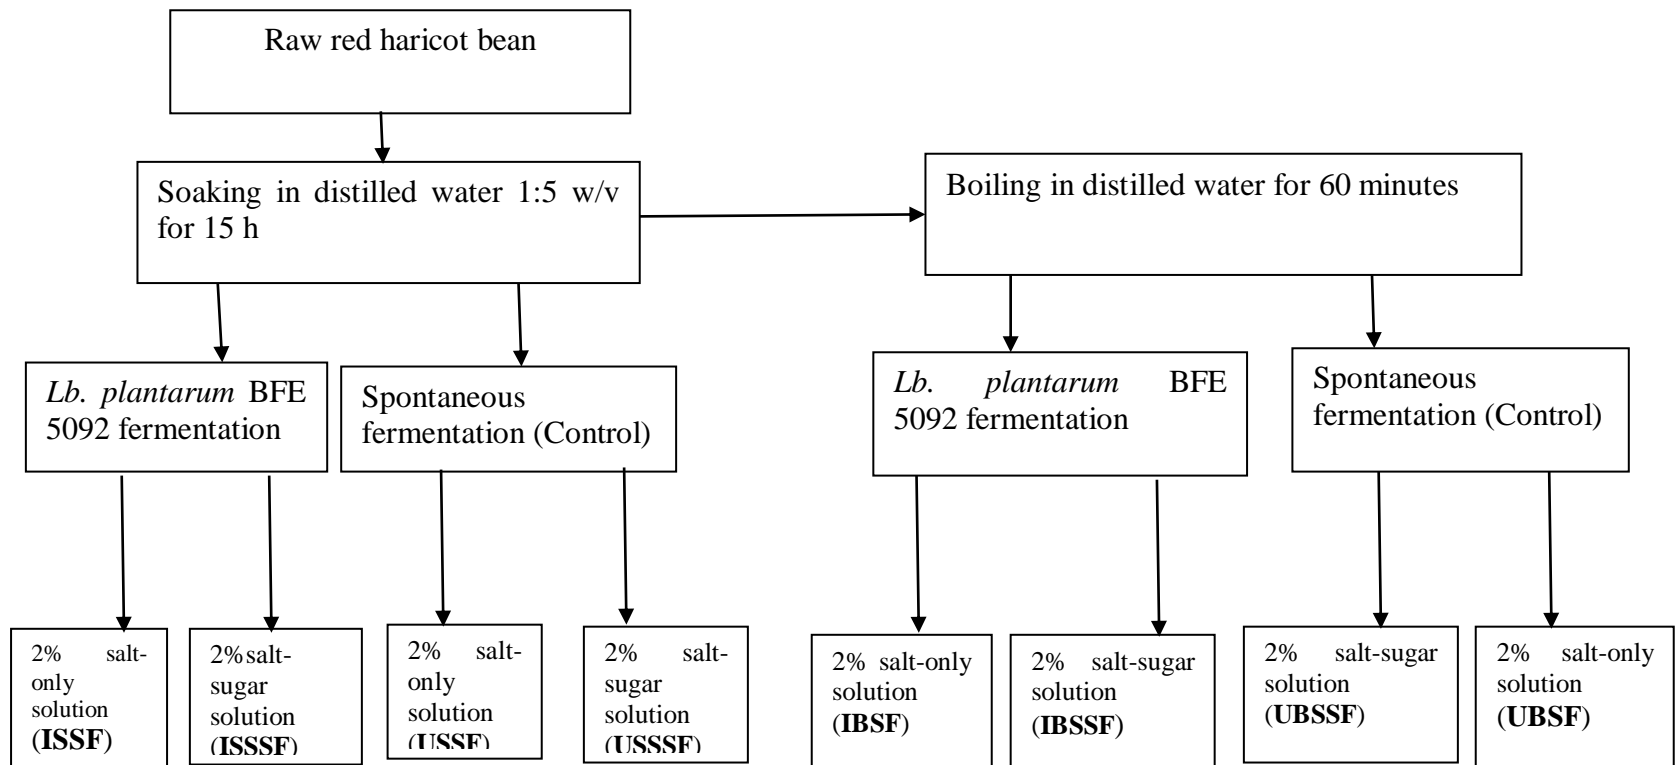 Raw red haricot bean
Soaking in distilled water 1:5 w/v
for 15 h
Boiling in distilled water for 60 minutes
Lb. plantarum BFE
5092 fermentation
Spontaneous
fermentation (Control)
Lb. plantarum BFE
5092 fermentation
Spontaneous
fermentation (Control)
2% salt-
only
solution
(ISSF)
2%salt-
sugar
solution
(ISSSF)
2% salt-
only
solution
(USSF)
2% salt-
sugar
solution
(USSSF)
2% salt-only
solution
(IBSF)
2% salt-sugar
solution
(IBSSF)
2% salt-sugar
solution
(UBSSF)
2% salt-only
solution
(UBSF)